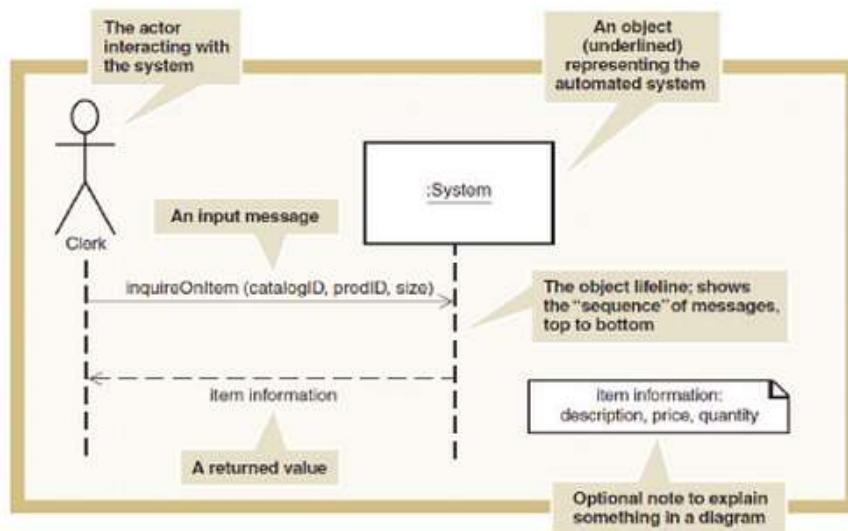 The actor
interacting with
the system
An object
(underlined)
representing the
automated system
:System
An input message
Clerk
inquireOnItem (catalogID, prodID, size)
The object lifeline; shows
the “sequence” of messages,
top to bottom
item information
item information:
description, price, quantity
A returned value
Optional note to explain
something in a diagram